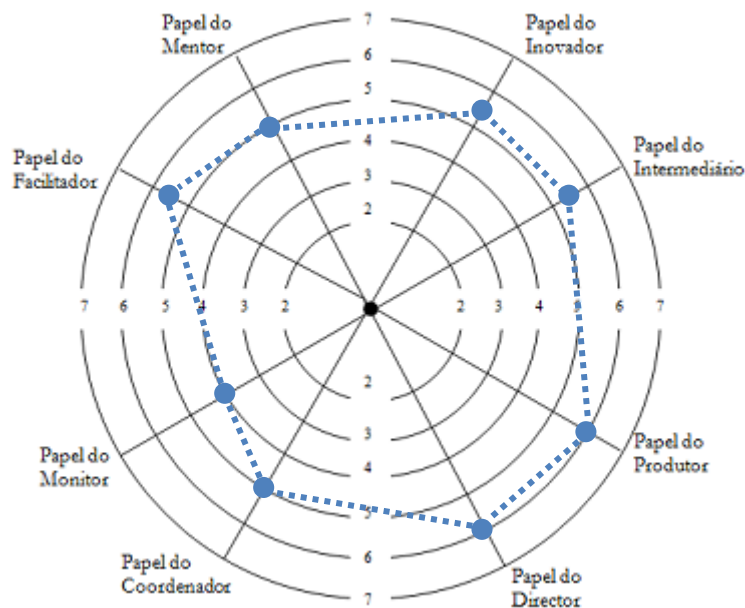 Papel do
Mentor
7
Papel do
Inovador
6
5
Papel do
Facilitador
4
Papel do
Intermediário
3
2
7 6 5 4 3 2
2 3 4 5 6 7
2
Papel do
Monitor
3
Papel do
Produtor
4
5
Papel do
Coordenador
6
Papel do
Director
7